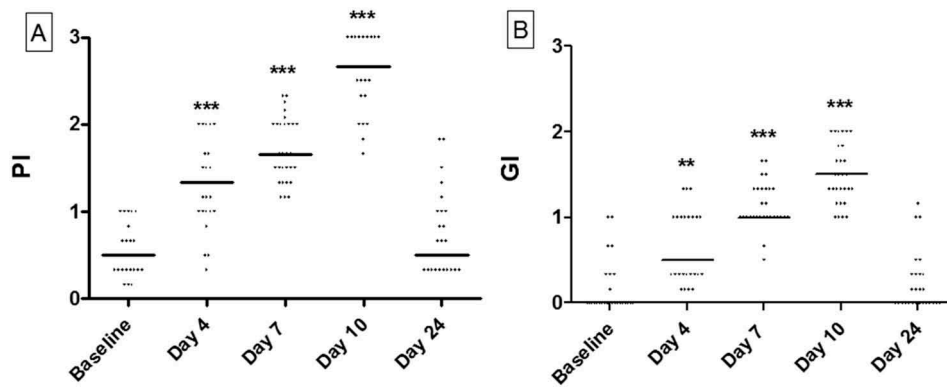 A
PI
3
2
1
0
***
***
***
Baseline
Day 4
Day 7
Day 10
Day 24
B
GI
3
2
1
0
**
***
***
Baseline
Day 4
Day 7
Day 10
Day 24